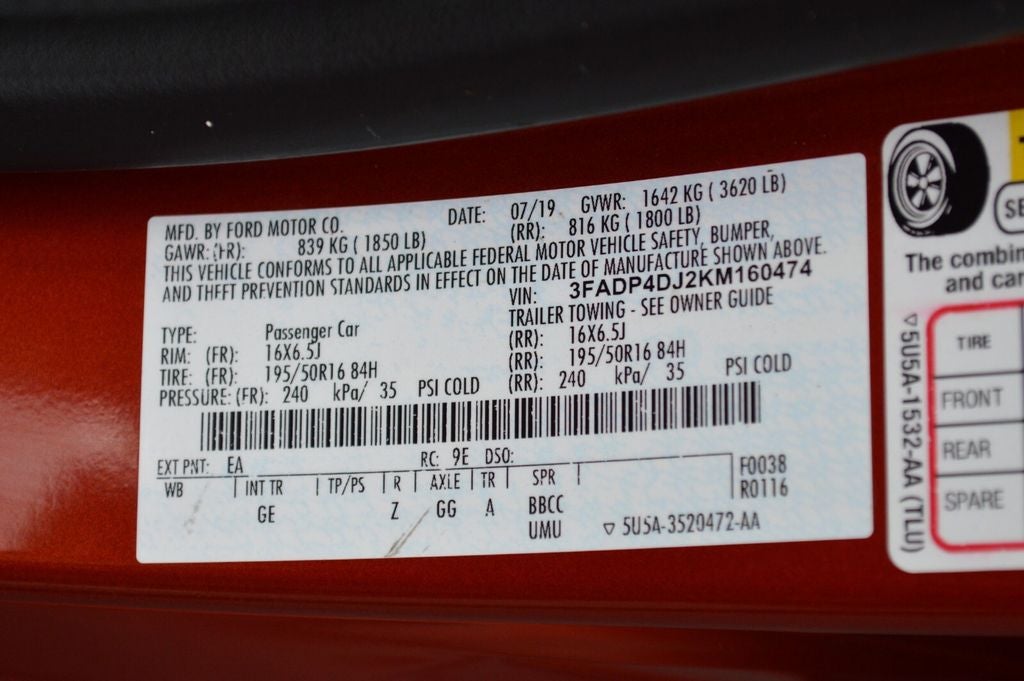 MFD. BY FORD MOTOR CO. DATE: 07/19 GVWR: 1642 KG ( 3620 LB)
GAWR: (FR): 839 KG ( 1850 LB) (RR): 816 KG ( 1800 LB)
THIS VEHICLE CONFORMS TO ALL APPLICABLE FEDERAL MOTOR VEHICLE SAFETY, BUMPER,
AND THEFT PREVENTION STANDARDS IN EFFECT ON THE DATE OF MANUFACTURE SHOWN ABOVE.
VIN: 3FADP4DJ2KM160474
TRAILER TOWING - SEE OWNER GUIDE
TYPE: Passenger Car
RIM: (FR): 16X6.5J (RR): 16X6.5J
TIRE: (FR): 195/50R16 84H (RR): 195/50R16 84H
PRESSURE: (FR): 240 kPa/ 35 PSI COLD (RR): 240 kPa/ 35 PSI COLD
EXT PNT: EA RC: 9E DSO:
WB INT TR TP/PS R AXLE TR SPR F0038
GE Z GG A BBCC R0116
UMU ▽ 5U5A-3520472-AA
SE
The combin
and car
▽5U5A-1532-AA (TLU)
TIRE
FRONT
REAR
SPARE